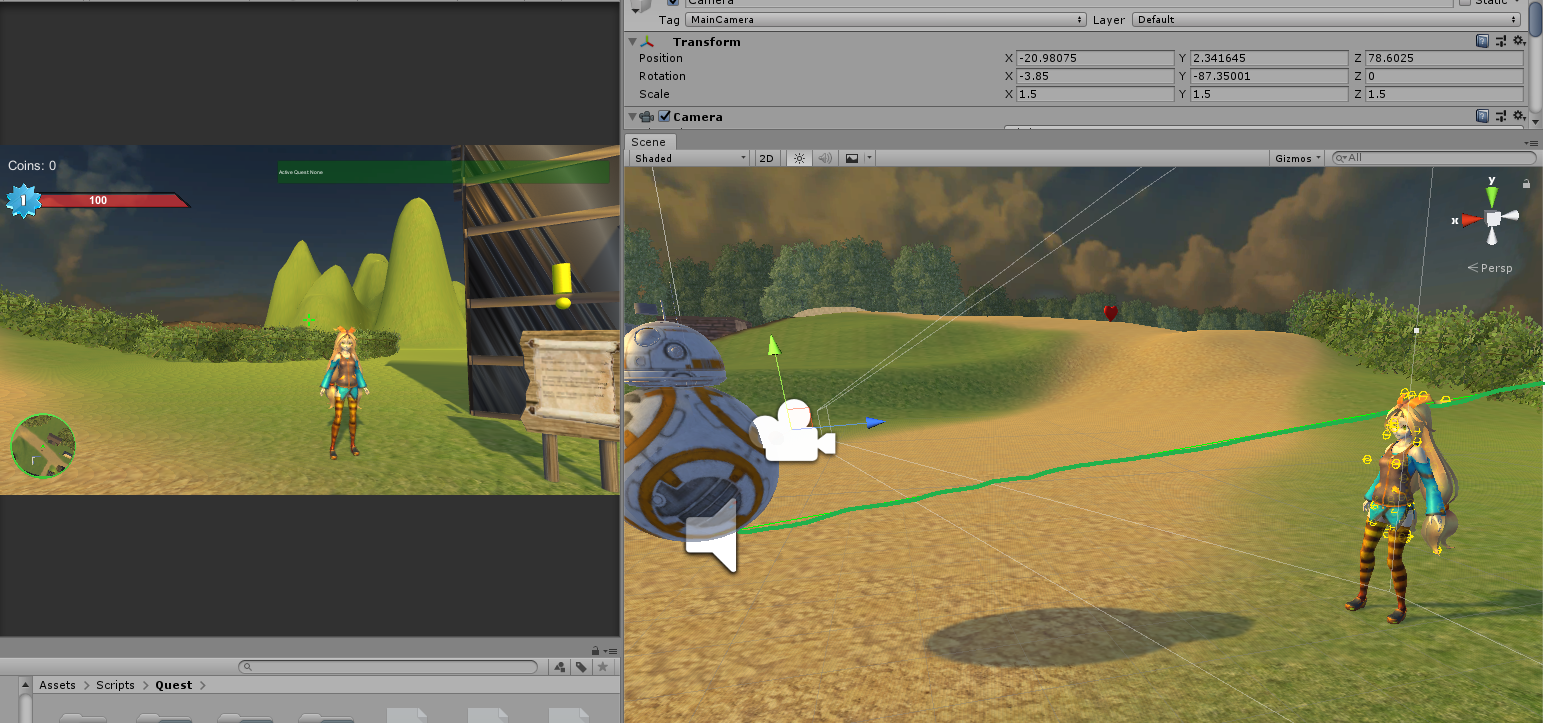 Camera
Static
Tag MainCamera Layer Default
Transform
Position X -20.98075 Y 2.341645 Z 78.6025
Rotation X -3.85 Y -87.35001 Z 0
Scale X 1.5 Y 1.5 Z 1.5
Camera
Scene
Shaded 2D Gizmos All
Coins: 0
Active Quest None
1 100
y
x
Persp
Assets Scripts Quest